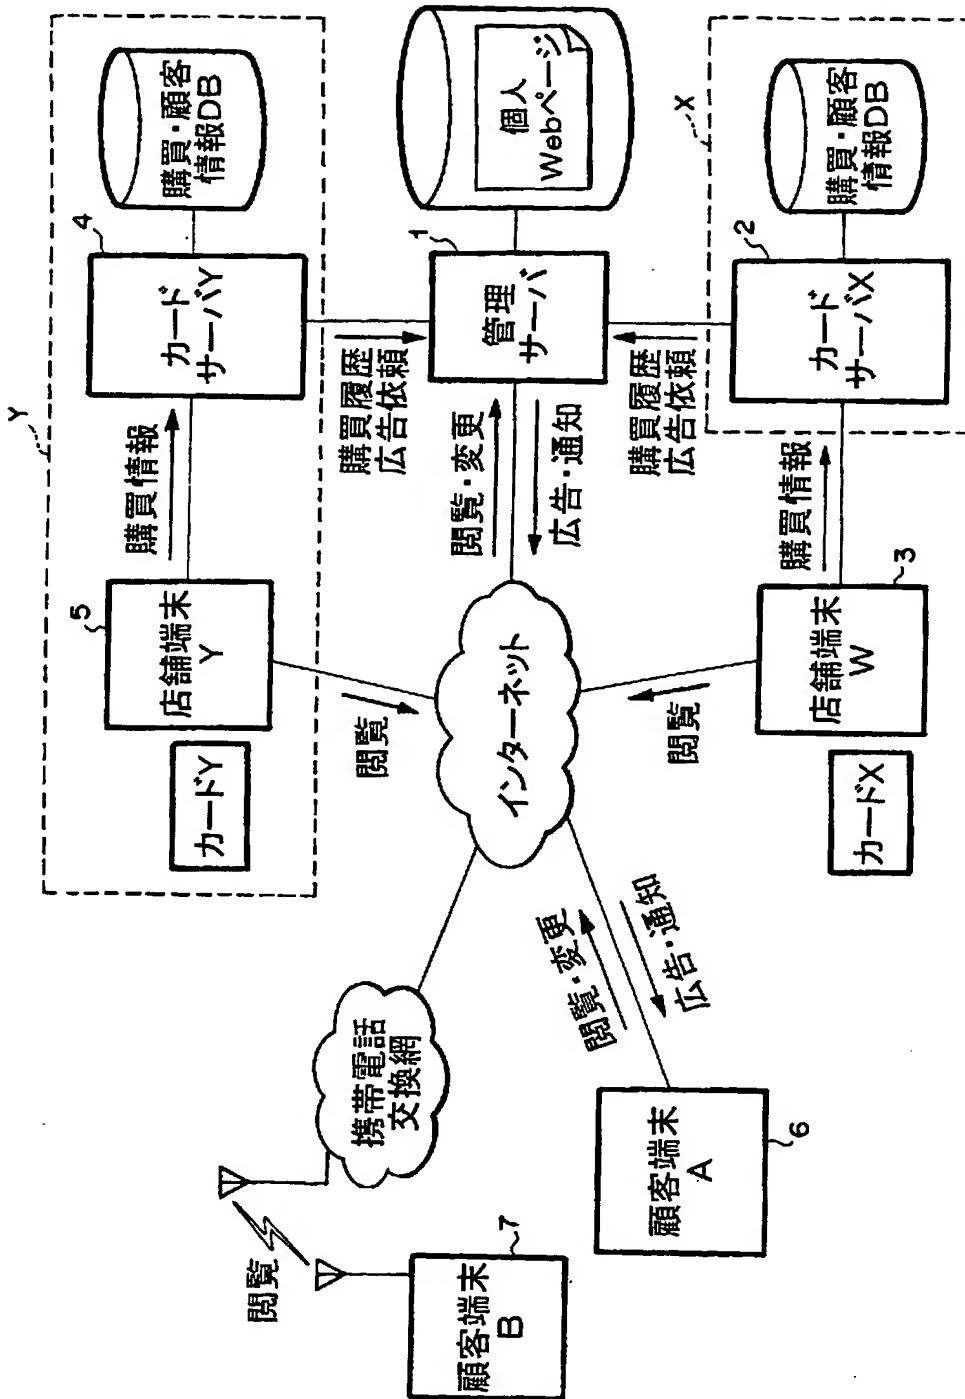 Y
5
店舗端末
Y
カードY
購買情報
4
カード
サーバY
購買・顧客
情報DB
閲覧
購買履歴
広告依頼
携帯電話
交換網
インターネット
閲覧・変更
広告・通知
1
管理
サーバ
個人
Webページ
閲覧
7
顧客端末
B
6
顧客端末
A
閲覧・変更
広告・通知
閲覧
購買履歴
広告依頼
X
3
店舗端末
W
カードX
購買情報
2
カード
サーバX
購買・顧客
情報DB